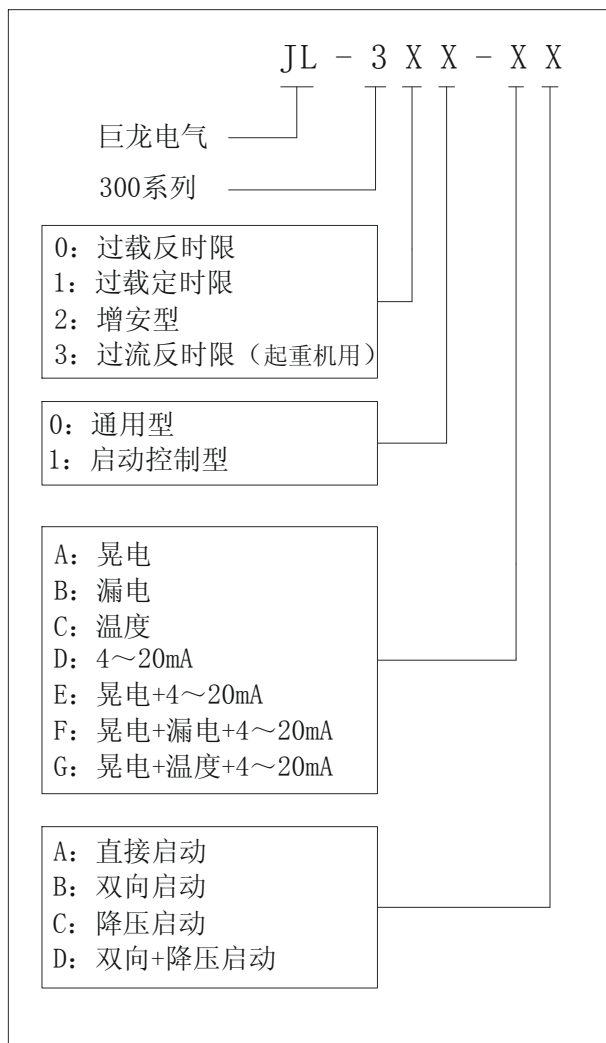 JL - 3 X X - X X
巨龙电气
300系列
0: 过载反时限
1: 过载定时限
2: 增安型
3: 过流反时限（起重机用）
0: 通用型
1: 启动控制型
A: 晃电
B: 漏电
C: 温度
D: 4～20mA
E: 晃电+4～20mA
F: 晃电+漏电+4～20mA
G: 晃电+温度+4～20mA
A: 直接启动
B: 双向启动
C: 降压启动
D: 双向+降压启动